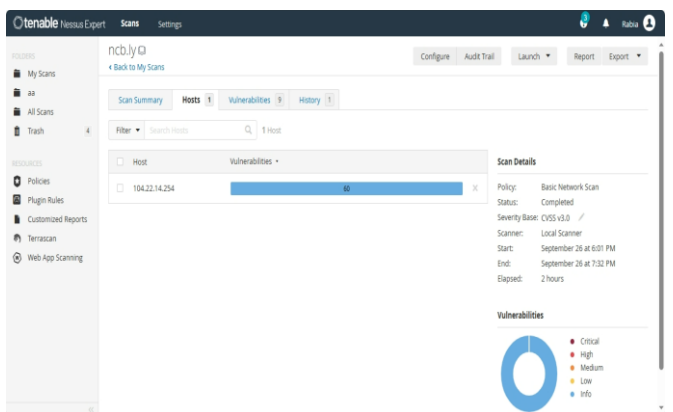 tenable Nessus Expert Scans Settings 3 Rabia
FOLDERS
My Scans
aa
All Scans
Trash 4
RESOURCES
Policies
Plugin Rules
Customized Reports
Terrascan
Web App Scanning
ncb.ly
Back to My Scans
Configure Audit Trail Launch Report Export
Scan Summary Hosts 1 Vulnerabilities 9 History 1
Filter Search Hosts 1 Host
Host Vulnerabilities
104.22.14.254 60
Scan Details
Policy: Basic Network Scan
Status: Completed
Severity Base: CVSS v3.0
Scanner: Local Scanner
Start: September 26 at 6:01 PM
End: September 26 at 7:32 PM
Elapsed: 2 hours
Vulnerabilities
Critical
High
Medium
Low
Info